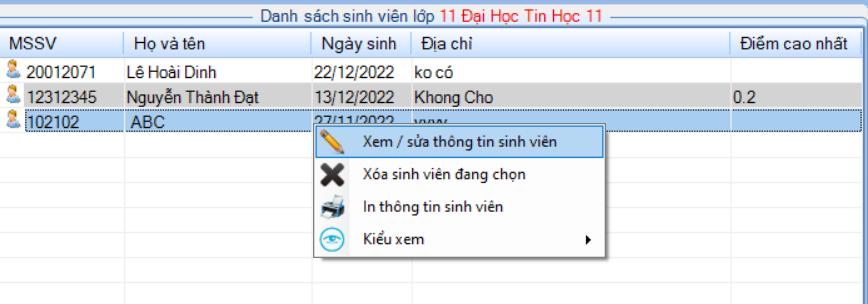 Danh sách sinh viên lớp 11 Đại Học Tin Học 11
MSSV Họ và tên Ngày sinh Địa chỉ Điểm cao nhất
20012071 Lê Hoài Dinh 22/12/2022 ko có
12312345 Nguyễn Thành Đạt 13/12/2022 Khong Cho 0.2
102102 ABC 27/11/2022
Xem / sửa thông tin sinh viên
Xóa sinh viên đang chọn
In thông tin sinh viên
Kiểu xem